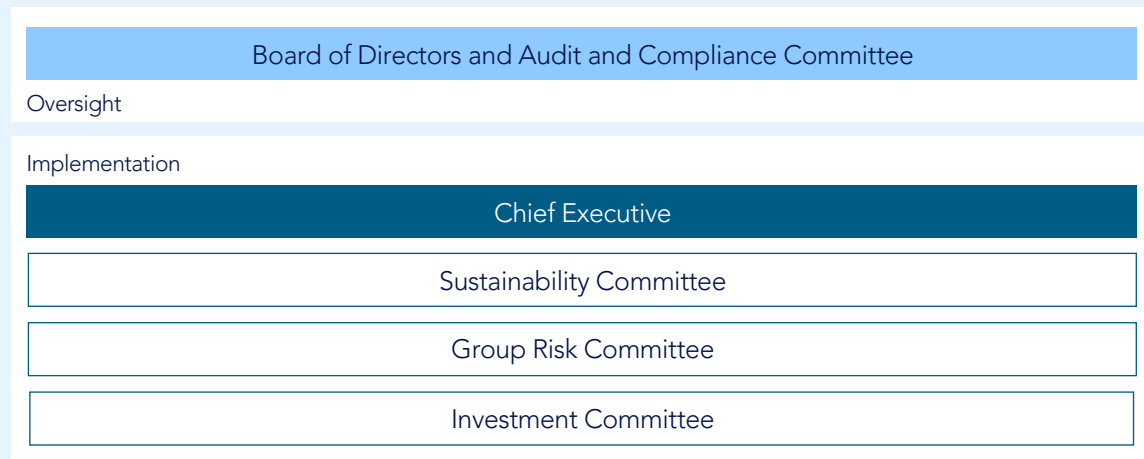 Board of Directors and Audit and Compliance Committee
Oversight
Implementation
Chief Executive
Sustainability Committee
Group Risk Committee
Investment Committee